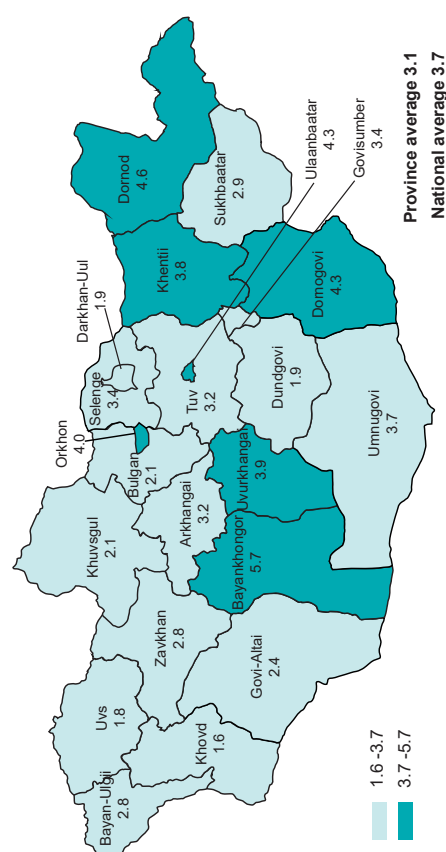 Bayan-Ulgii
2.8
Uvs
1.8
Khovd
1.6
Zavkhan
2.8
Govi-Altai
2.4
Khuvsgul
2.1
Arkhangai
3.2
Bayankhongor
5.7
Orkhon
4.0
Bulgan
2.1
Uvurkhangai
3.9
Selenge
3.4
Darkhan-Uul
1.9
Tuv
3.2
Dundgovi
1.9
Umnugovi
3.7
Khentii
3.8
Dornod
4.6
Sukhbaatar
2.9
Domogovi
4.3
Ulaanbaatar
4.3
Govisumber
3.4
1.6 -3.7
3.7 -5.7
Province average 3.1
National average 3.7